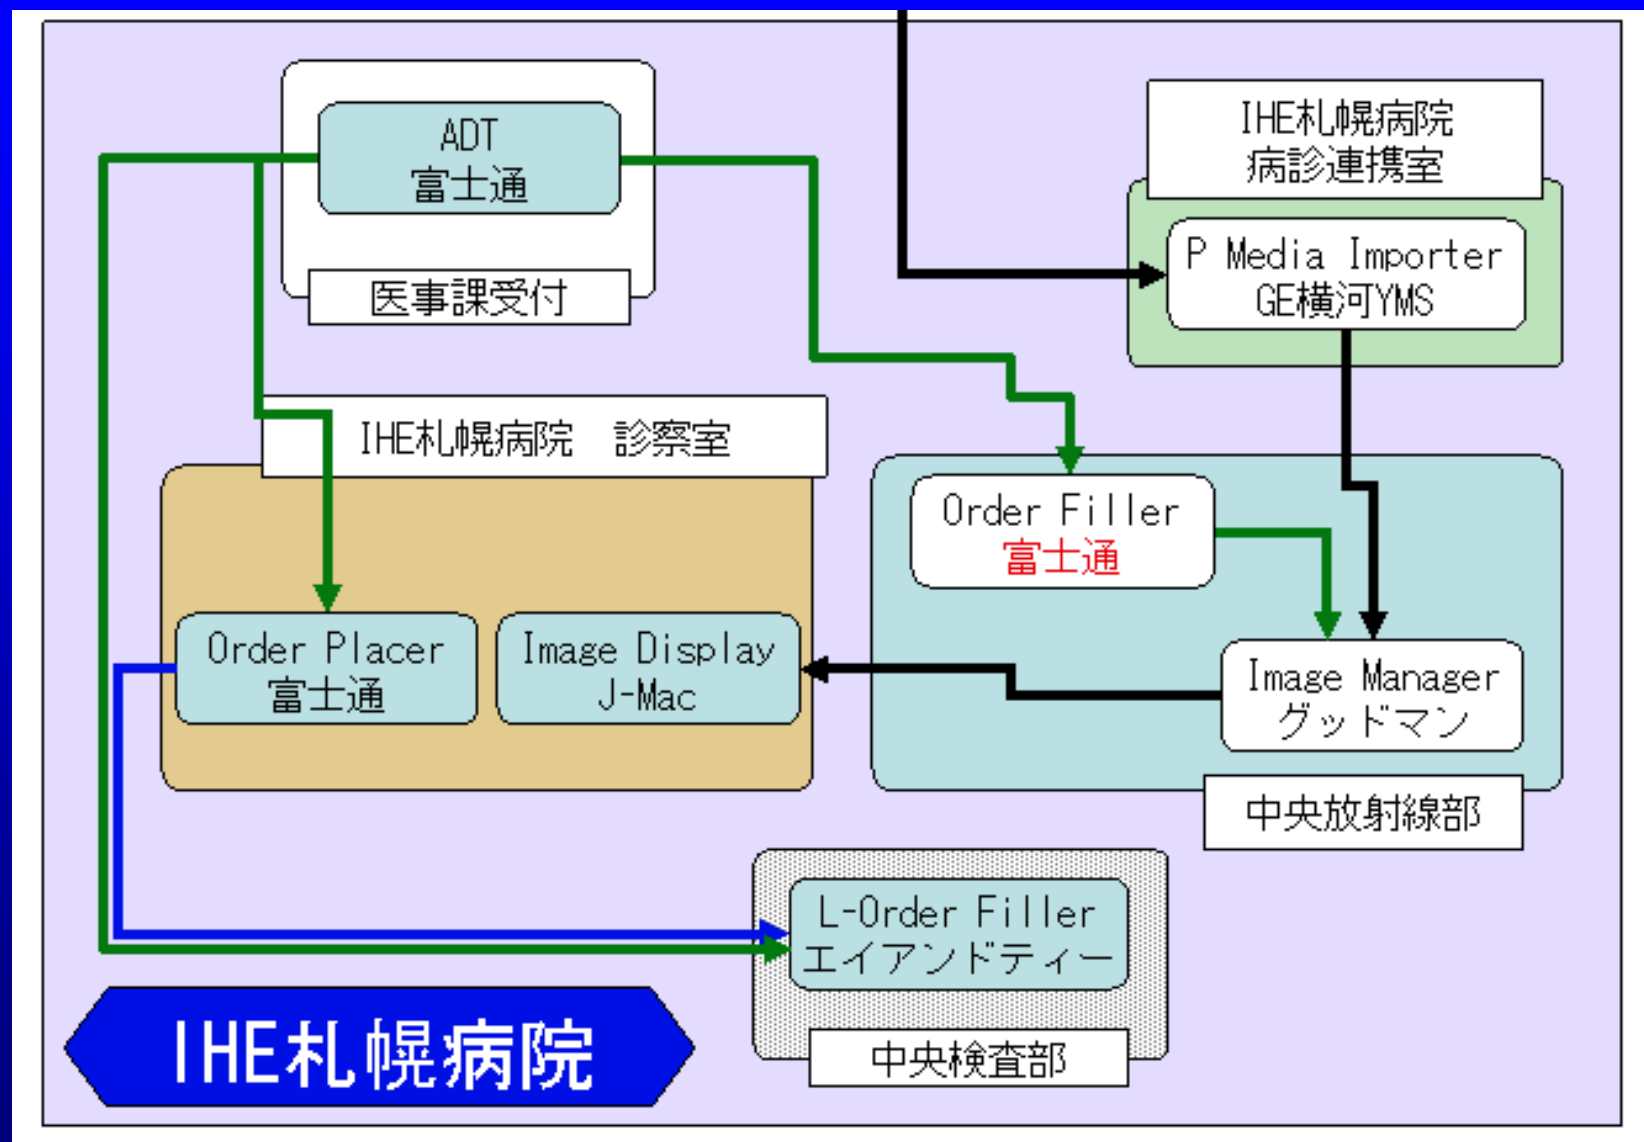 ADT
富士通
医事課受付
IHE札幌病院
病診連携室
P Media Importer
GE横河YMS
IHE札幌病院　診察室
Order Filler
富士通
Order Placer
富士通
Image Display
J-Mac
Image Manager
グッドマン
中央放射線部
L-Order Filler
エイアンドティー
中央検査部
IHE札幌病院